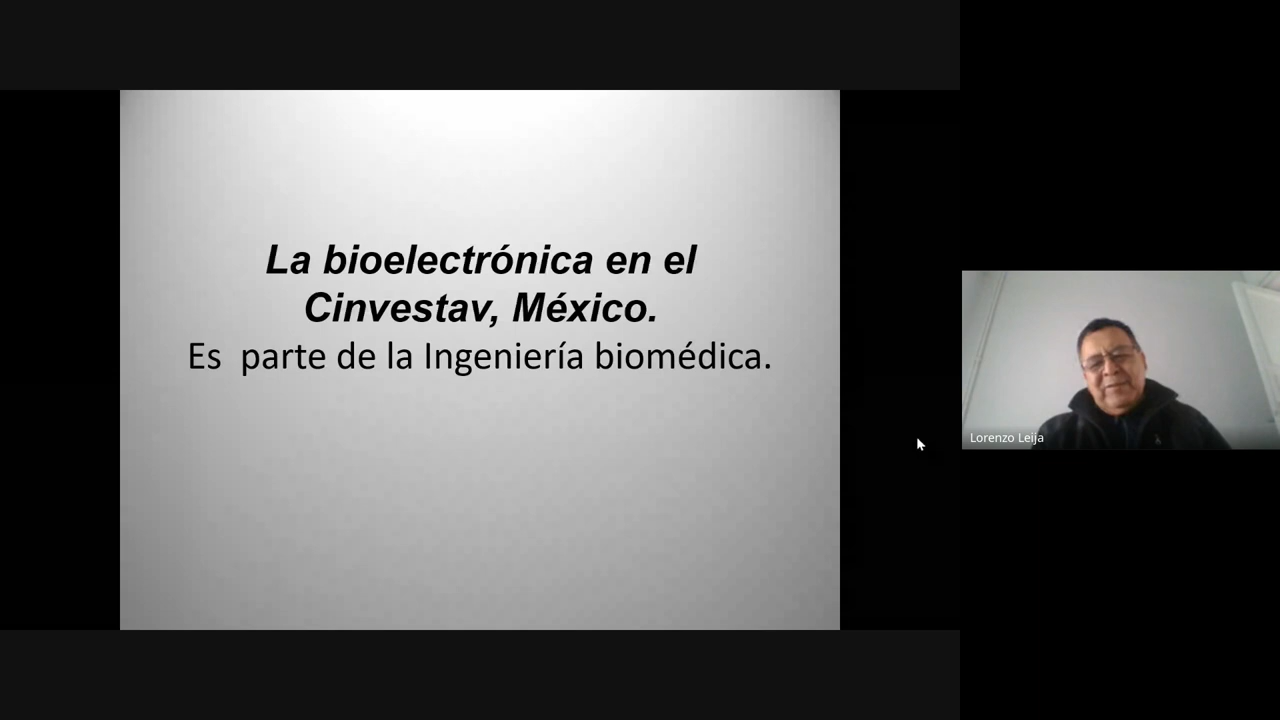 La bioelectrónica en el
Cinvestav, México.
Es  parte de la Ingeniería biomédica.
Lorenzo Leija